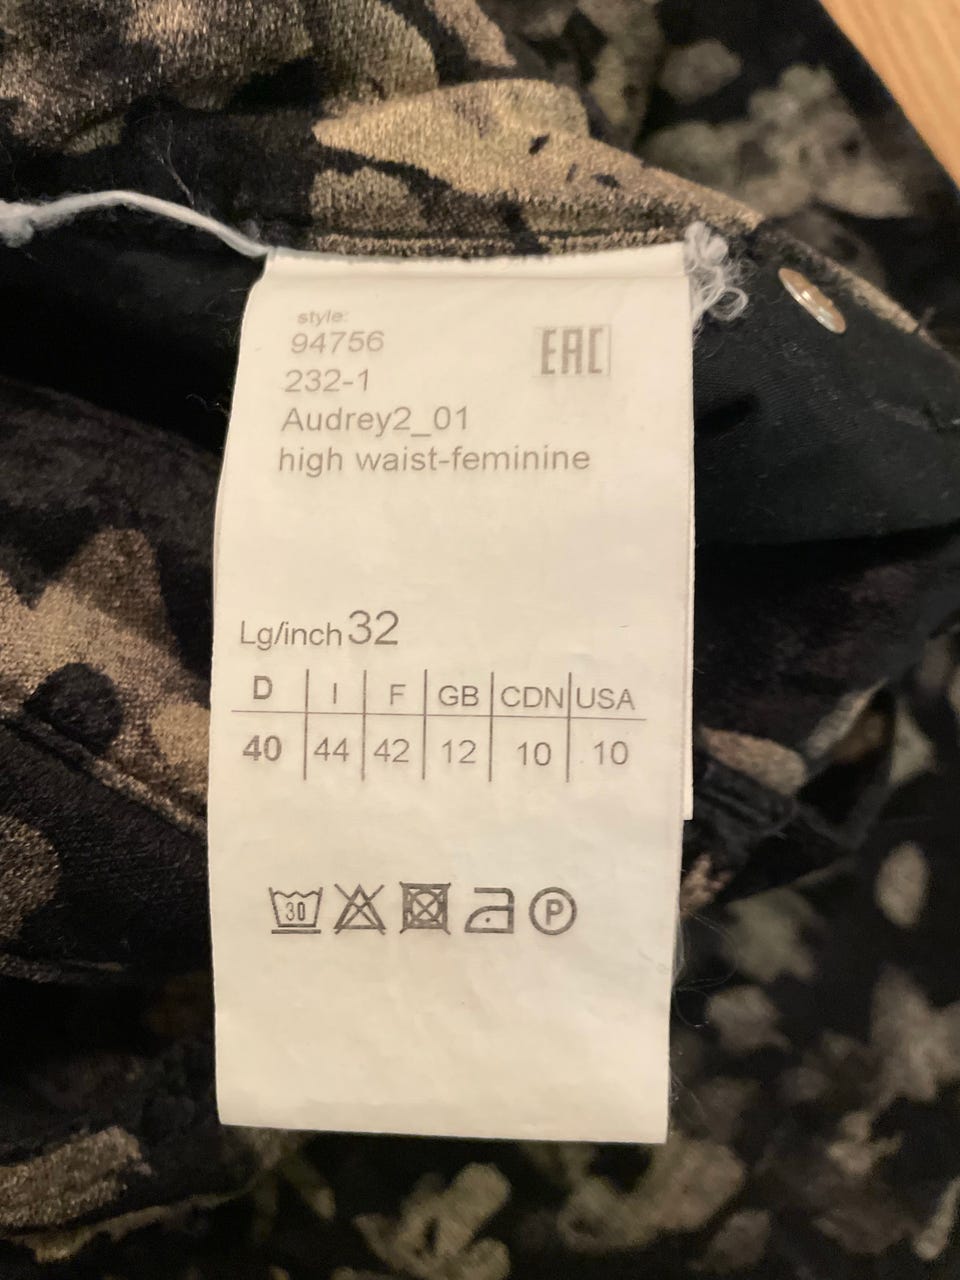 style:
94756
EAC
232-1
Audrey2_01
high waist-feminine
Lg/inch 32
D I F GB CDN USA
40 44 42 12 10 10
30 P